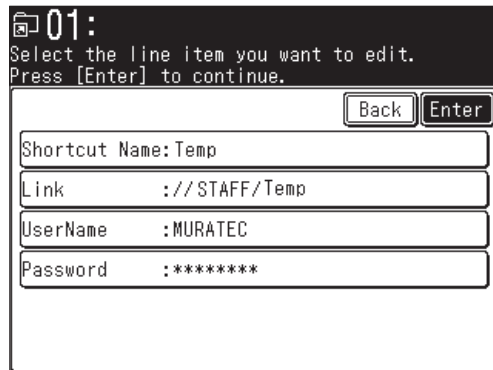 01:
Select the line item you want to edit.
Press [Enter] to continue.
Back Enter
Shortcut Name:Temp
Link ://STAFF/Temp
UserName :MURATEC
Password :********